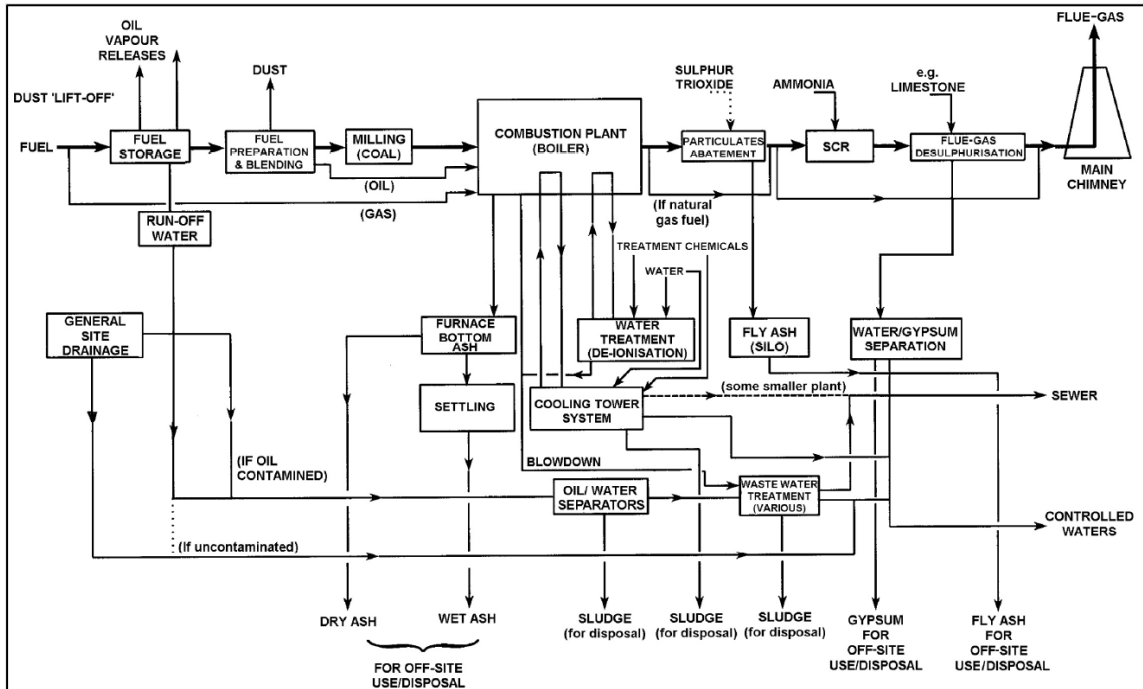 OIL
VAPOUR
RELEASES
FLUE-GAS
DUST 'LIFT-OFF'
DUST
SULPHUR
TRIOXIDE
AMMONIA
e.g.
LIMESTONE
FUEL
FUEL
STORAGE
FUEL
PREPARATION
& BLENDING
MILLING
(COAL)
COMBUSTION PLANT
(BOILER)
PARTICULATES
ABATEMENT
SCR
FLUE-GAS
DESULPHURISATION
MAIN
CHIMNEY
(OIL)
(GAS)
(If natural
gas fuel)
RUN-OFF
WATER
TREATMENT CHEMICALS
WATER
GENERAL
SITE
DRAINAGE
FURNACE
BOTTOM
ASH
WATER
TREATMENT
(DE-IONISATION)
FLY ASH
(SILO)
WATER/GYPSUM
SEPARATION
SETTLING
COOLING TOWER
SYSTEM
(some smaller plant)
SEWER
(IF OIL
CONTAMINED)
BLOWDOWN
OIL/ WATER
SEPARATORS
WASTE WATER
TREATMENT
(VARIOUS)
CONTROLLED
WATERS
(If uncontaminated)
DRY ASH
WET ASH
FOR OFF-SITE
USE/DISPOSAL
SLUDGE
(for disposal)
SLUDGE
(for disposal)
SLUDGE
(for disposal)
GYPSUM
FOR
OFF-SITE
USE/DISPOSAL
FLY ASH
FOR
OFF-SITE
USE/DISPOSAL